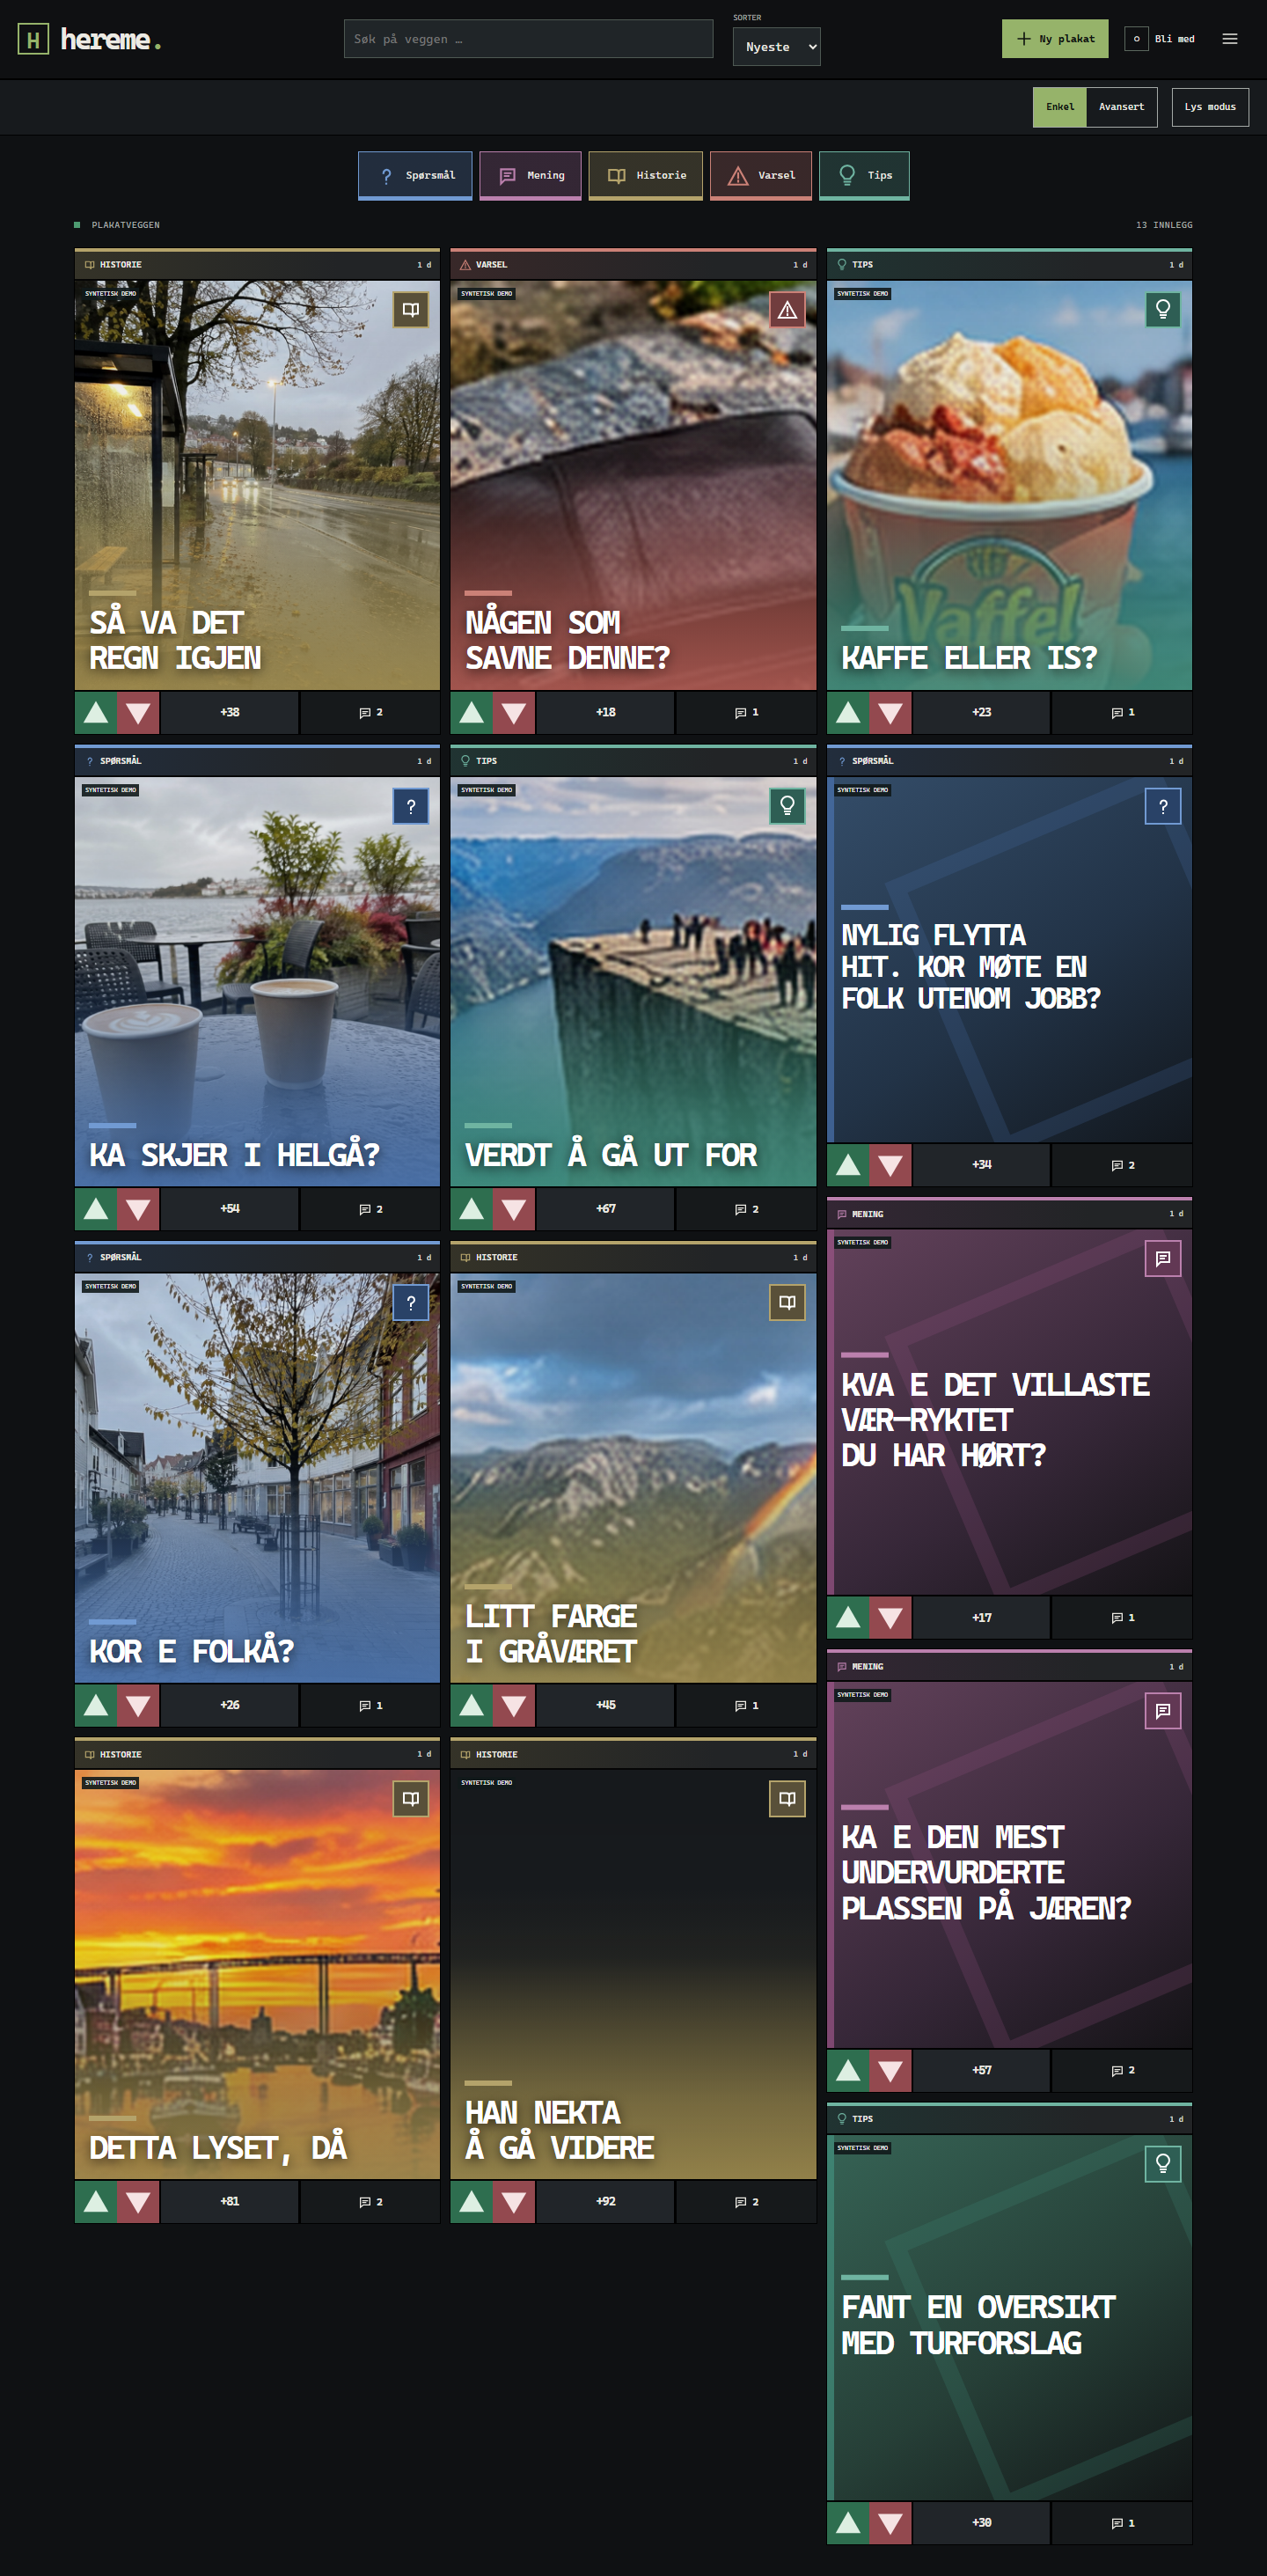 H hereme.
Søk på veggen …
SORTER
Nyeste
Ny plakat
Bli med
Enkel
Avansert
Lys modus
? Spørsmål
Mening
Historie
Varsel
Tips
PLAKATVEGGEN
13 INNLEGG
HISTORIE
1 d
SYNTETISK DEMO
SÅ VA DET
REGN IGJEN
+38
2
VARSEL
1 d
SYNTETISK DEMO
NÅGEN SOM
SAVNE DENNE?
+18
1
TIPS
1 d
SYNTETISK DEMO
Vaffel
KAFFE ELLER IS?
+23
1
? SPØRSMÅL
1 d
SYNTETISK DEMO
?
KA SKJER I HELGÅ?
+54
2
TIPS
1 d
SYNTETISK DEMO
VERDT Å GÅ UT FOR
+67
2
? SPØRSMÅL
1 d
SYNTETISK DEMO
?
NYLIG FLYTTA
HIT. KOR MØTE EN
FOLK UTENOM JOBB?
+34
2
MENING
1 d
SYNTETISK DEMO
KVA E DET VILLASTE
VÆR-RYKTET
DU HAR HØRT?
+17
1
? SPØRSMÅL
1 d
SYNTETISK DEMO
?
KOR E FOLKÅ?
+26
1
HISTORIE
1 d
SYNTETISK DEMO
LITT FARGE
I GRÅVÆRET
+45
1
MENING
1 d
SYNTETISK DEMO
KA E DEN MEST
UNDERVURDERTE
PLASSEN PÅ JÆREN?
+57
2
HISTORIE
1 d
SYNTETISK DEMO
DETTA LYSET, DÅ
+81
2
HISTORIE
1 d
SYNTETISK DEMO
HAN NEKTA
Å GÅ VIDERE
+92
2
TIPS
1 d
SYNTETISK DEMO
FANT EN OVERSIKT
MED TURFORSLAG
+30
1